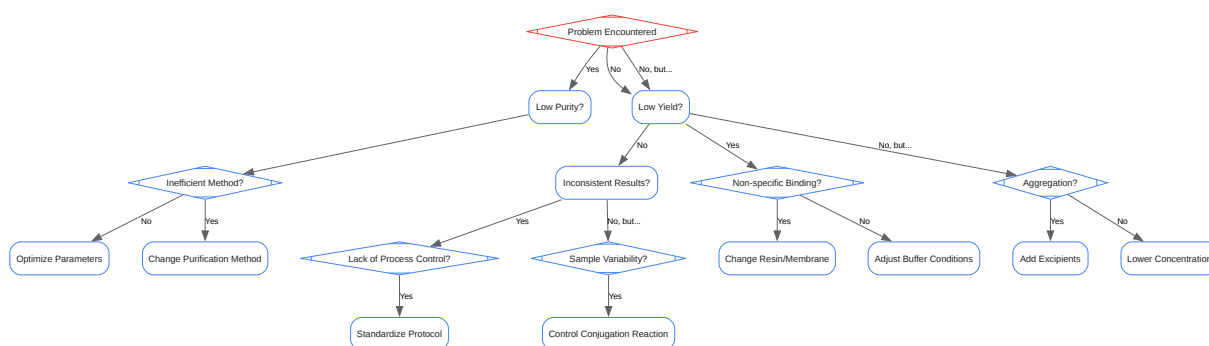 Problem Encountered
Yes
No
No, but...
Low Purity?
Low Yield?
No
Yes
No, but...
Inefficient Method?
Inconsistent Results?
Non-specific Binding?
Aggregation?
No
Yes
Yes
No, but...
Yes
No
Yes
No
Optimize Parameters
Change Purification Method
Lack of Process Control?
Sample Variability?
Change Resin/Membrane
Adjust Buffer Conditions
Add Excipients
Lower Concentration
Yes
Yes
Standardize Protocol
Control Conjugation Reaction